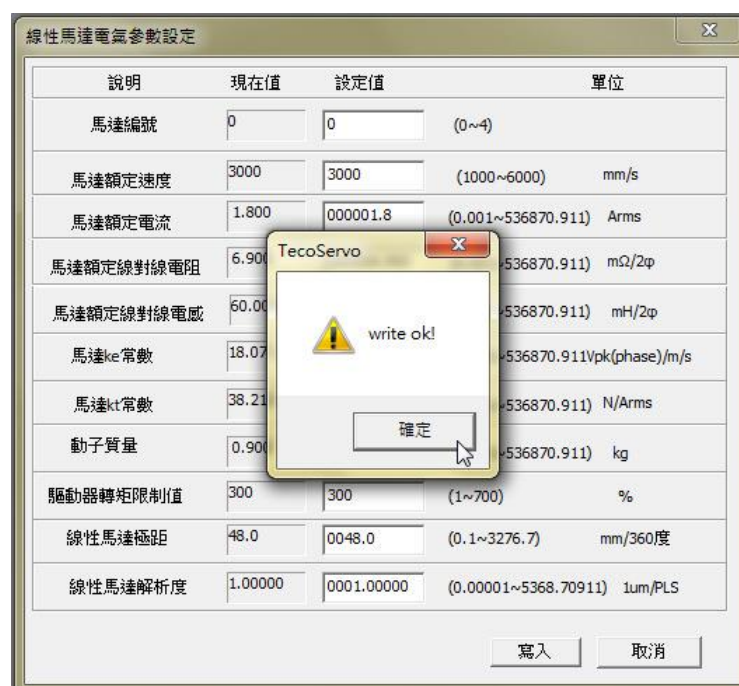 線性馬達電氣參數設定
說明 現在值 設定值 單位
馬達編號 0 0 (0~4)
馬達額定速度 3000 3000 (1000~6000) mm/s
馬達額定電流 1.800 000001.8 (0.001~536870.911) Arms
馬達額定線對線電阻 6.900 ~536870.911) mΩ/2φ
TecoServo
馬達額定線對線電感 60.00 ~536870.911) mH/2φ
write ok!
馬達ke常數 18.07 ~536870.911Vpk(phase)/m/s
馬達kt常數 38.21 ~536870.911) N/Arms
確定
動子質量 0.900 ~536870.911) kg
驅動器轉矩限制值 300 300 (1~700) %
線性馬達極距 48.0 0048.0 (0.1~3276.7) mm/360度
線性馬達解析度 1.00000 0001.00000 (0.00001~5368.70911) 1um/PLS
寫入 取消